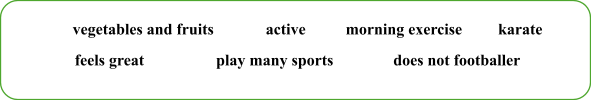 vegetables and fruits active morning exercise karate
feels great play many sports does not footballer